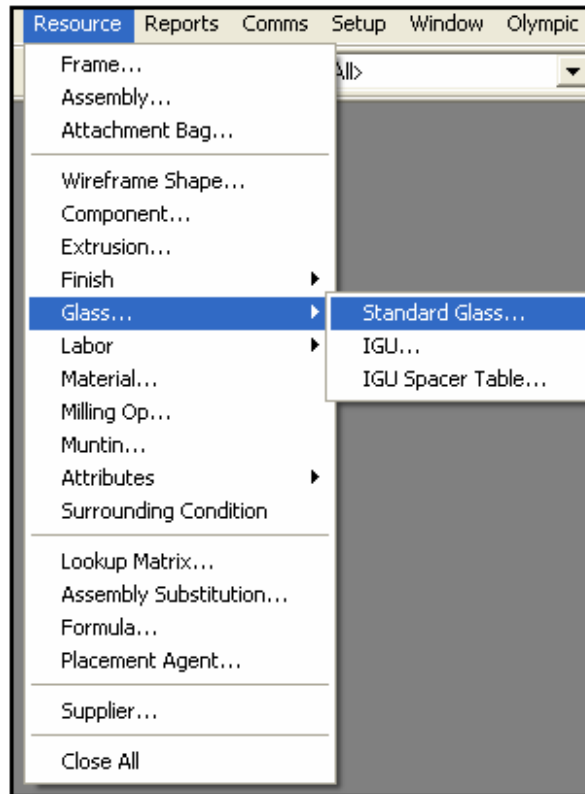 Resource Reports Comms Setup Window Olympic
Frame...
All>
Assembly...
Attachment Bag...
Wireframe Shape...
Component...
Extrusion...
Finish
Glass...
Standard Glass...
Labor
IGU...
Material...
IGU Spacer Table...
Milling Op...
Muntin...
Attributes
Surrounding Condition
Lookup Matrix...
Assembly Substitution...
Formula...
Placement Agent...
Supplier...
Close All